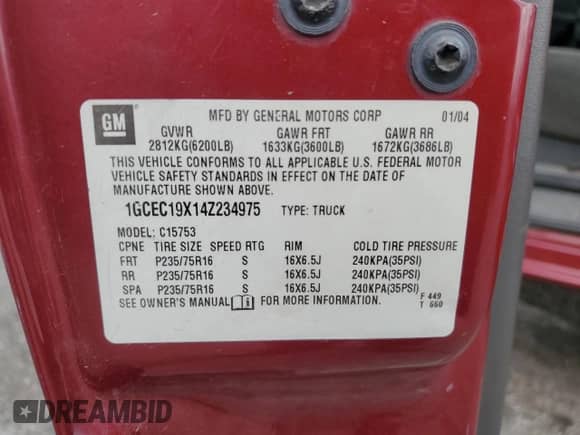 GM
MFD BY GENERAL MOTORS CORP 01/04
GVWR GAWR FRT GAWR RR
2812KG(6200LB) 1633KG(3600LB) 1672KG(3686LB)
THIS VEHICLE CONFORMS TO ALL APPLICABLE U.S. FEDERAL MOTOR
VEHICLE SAFETY STANDARDS IN EFFECT ON THE DATE OF
MANUFACTURE SHOWN ABOVE.
1GCEC19X14Z234975 TYPE: TRUCK
MODEL: C15753
CPNE TIRE SIZE SPEED RTG RIM COLD TIRE PRESSURE
FRT P235/75R16 S 16X6.5J 240KPA(35PSI)
RR P235/75R16 S 16X6.5J 240KPA(35PSI)
SPA P235/75R16 S 16X6.5J 240KPA(35PSI)
SEE OWNER'S MANUAL FOR MORE INFORMATION.
F 449
T 660
DREAMBID